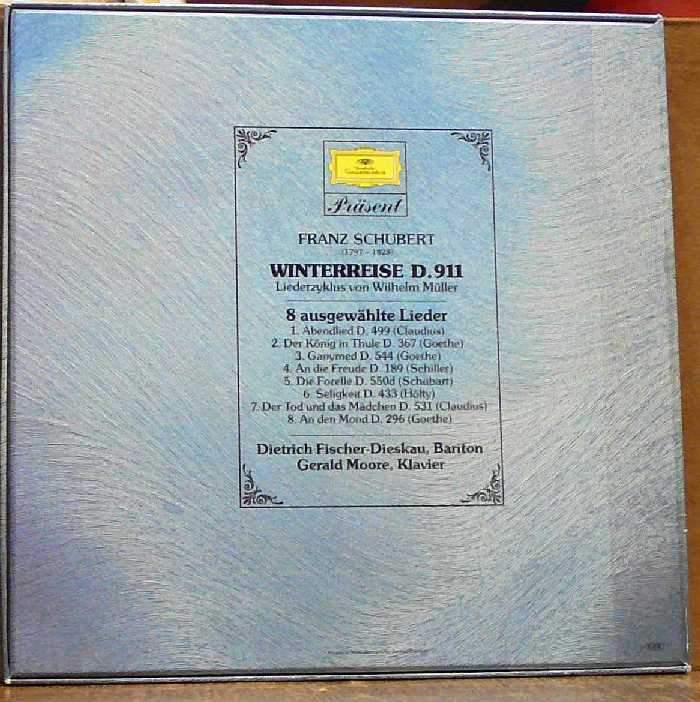 Deutsche
Grammophon
Präsent
FRANZ SCHUBERT
(1797 - 1828)
WINTERREISE D. 911
Liederzyklus von Wilhelm Müller
8 ausgewählte Lieder
1. Abendlied D. 499 (Claudius)
2. Der König in Thule D. 367 (Goethe)
3. Ganymed D. 544 (Goethe)
4. An die Freude D. 189 (Schiller)
5. Die Forelle D. 550d (Schubart)
6. Seligkeit D. 433 (Hölty)
7. Der Tod und das Mädchen D. 531 (Claudius)
8. An den Mond D. 296 (Goethe)
Dietrich Fischer-Dieskau, Bariton
Gerald Moore, Klavier